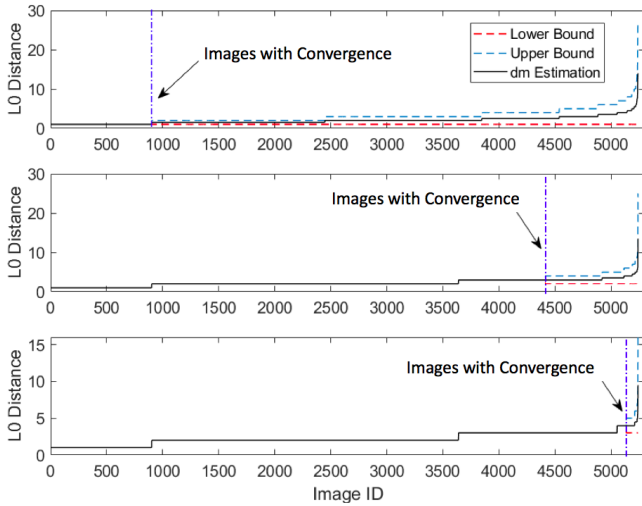 30
20
10
0
L0 Distance
Images with Convergence
Lower Bound
Upper Bound
dm Estimation
0 500 1000 1500 2000 2500 3000 3500 4000 4500 5000
30
20
10
0
L0 Distance
Images with Convergence
0 500 1000 1500 2000 2500 3000 3500 4000 4500 5000
15
10
5
0
L0 Distance
Images with Convergence
0 500 1000 1500 2000 2500 3000 3500 4000 4500 5000
Image ID